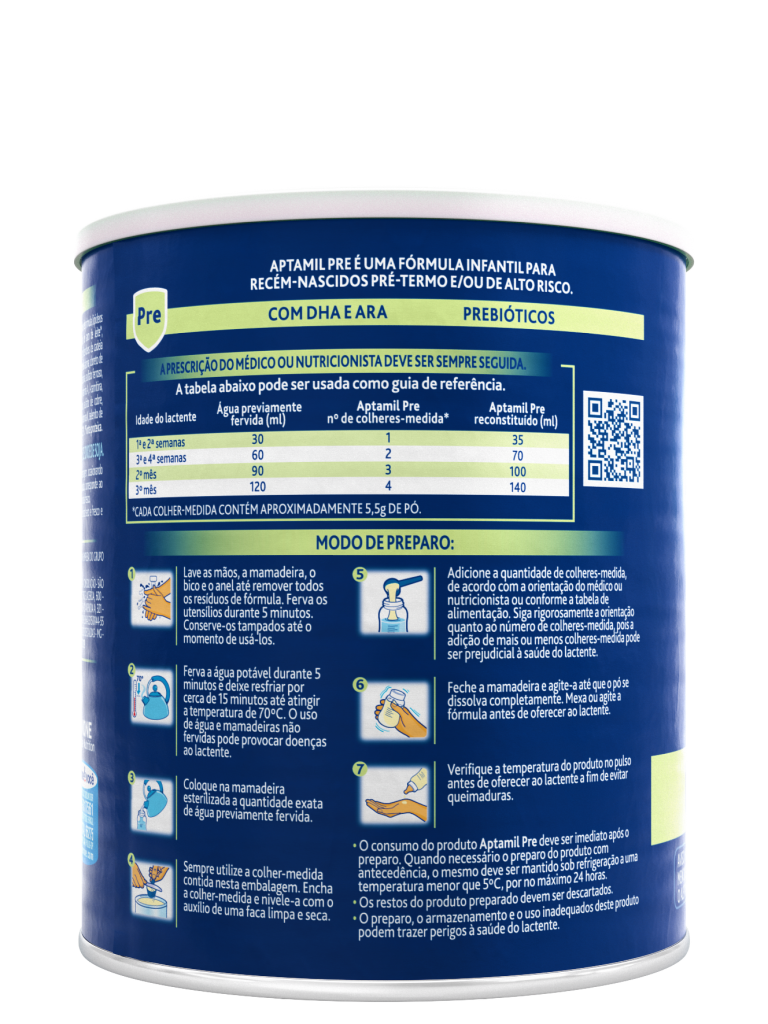 APTAMIL PRE É UMA FÓRMULA INFANTIL PARA
RECÉM-NASCIDOS PRÉ-TERMO E/OU DE ALTO RISCO.
Pre
COM DHA E ARA PREBIÓTICOS
A PRESCRIÇÃO DO MÉDICO OU NUTRICIONISTA DEVE SER SEMPRE SEGUIDA.
A tabela abaixo pode ser usada como guia de referência.
Idade do lactente Água previamente fervida (ml) Aptamil Pre nº de colheres-medida* Aptamil Pre reconstituído (ml)
1ª e 2ª semanas 30 1 35
3ª e 4ª semanas 60 2 70
2º mês 90 3 100
3º mês 120 4 140
*CADA COLHER-MEDIDA CONTÉM APROXIMADAMENTE 5,5g DE PÓ.
MODO DE PREPARO:
1
Lave as mãos, a mamadeira, o
bico e o anel até remover todos
os resíduos de fórmula. Ferva os
utensílios durante 5 minutos.
Conserve-os tampados até o
momento de usá-los.
2
70°
Ferva a água potável durante 5
minutos e deixe resfriar por
cerca de 15 minutos até atingir
a temperatura de 70ºC. O uso
de água e mamadeiras não
fervidas pode provocar doenças
ao lactente.
3
Coloque na mamadeira
esterilizada a quantidade exata
de água previamente fervida.
4
Sempre utilize a colher-medida
contida nesta embalagem. Encha
a colher-medida e nivele-a com o
auxílio de uma faca limpa e seca.
5
Adicione a quantidade de colheres-medida,
de acordo com a orientação do médico ou
nutricionista ou conforme a tabela de
alimentação. Siga rigorosamente a orientação
quanto ao número de colheres-medida, pois a
adição de mais ou menos colheres-medida pode
ser prejudicial à saúde do lactente.
6
Feche a mamadeira e agite-a até que o pó se
dissolva completamente. Mexa ou agite a
fórmula antes de oferecer ao lactente.
7
Verifique a temperatura do produto no pulso
antes de oferecer ao lactente a fim de evitar
queimaduras.
• O consumo do produto Aptamil Pre deve ser imediato após o
preparo. Quando necessário o preparo do produto com
antecedência, o mesmo deve ser mantido sob refrigeração a uma
temperatura menor que 5ºC, por no máximo 24 horas.
• Os restos do produto preparado devem ser descartados.
• O preparo, o armazenamento e o uso inadequados deste produto
podem trazer perigos à saúde do lactente.